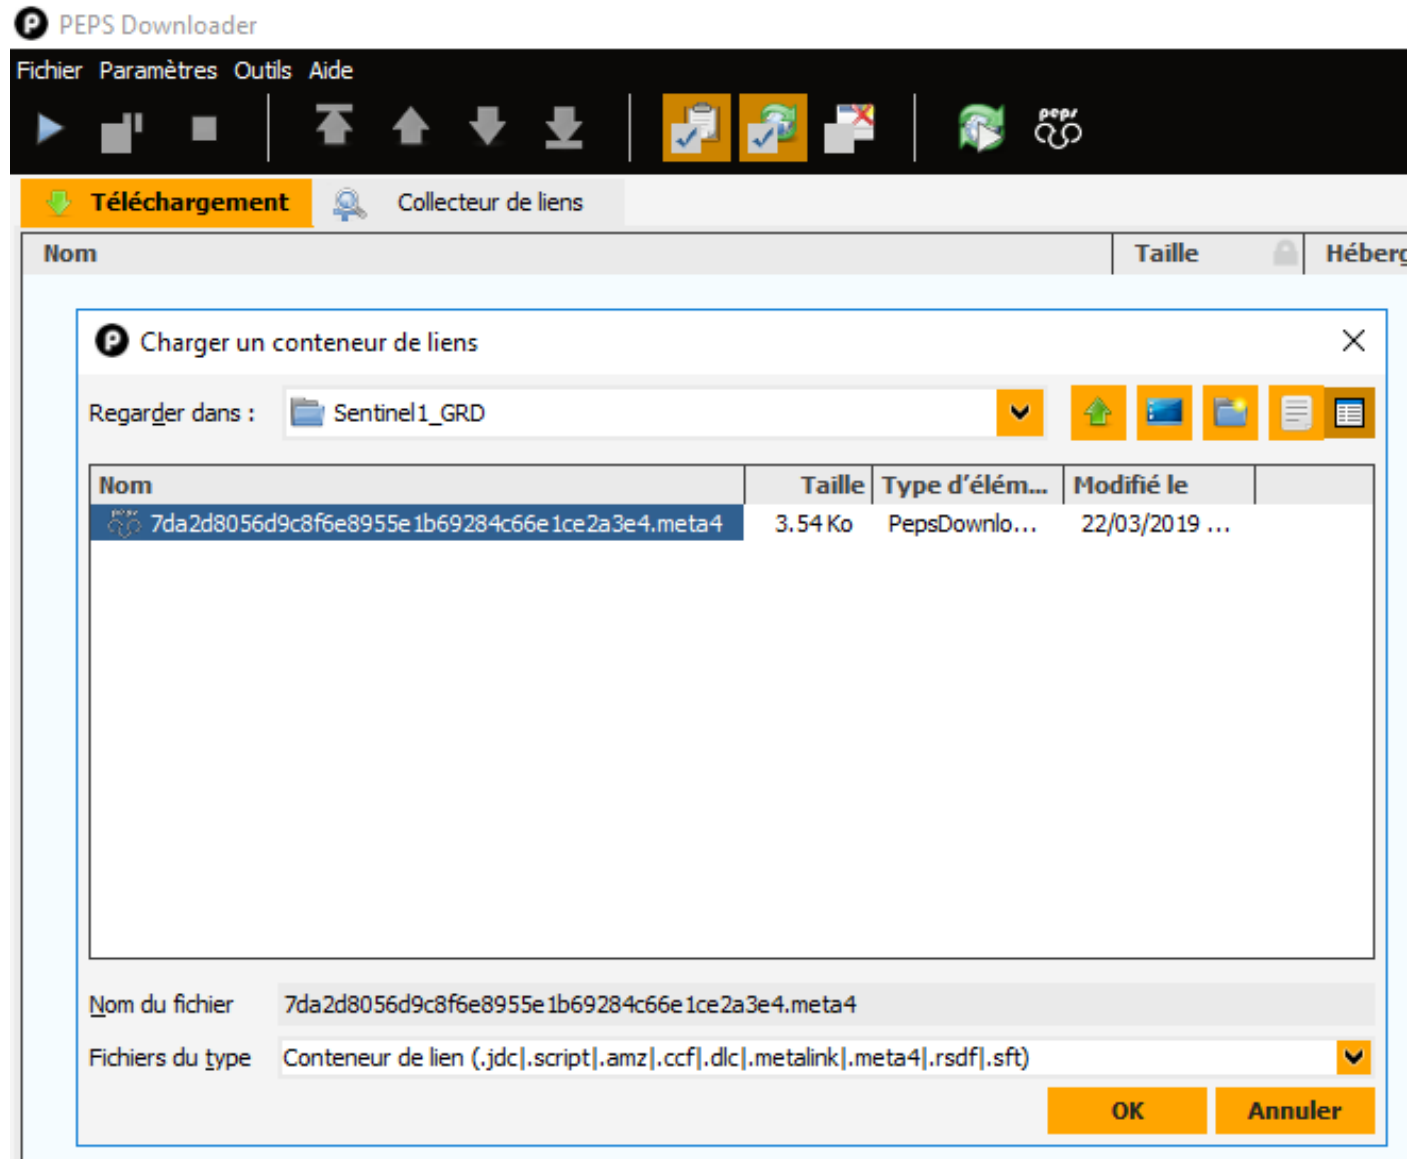 PEPS Downloader
Fichier Paramètres Outils Aide
peps
Téléchargement Collecteur de liens
Nom Taille Héberg
Charger un conteneur de liens
Regarder dans : Sentinel1_GRD
Nom Taille Type d'élém... Modifié le
7da2d8056d9c8f6e8955e1b69284c66e1ce2a3e4.meta4 3.54 Ko PepsDownlo... 22/03/2019 ...
Nom du fichier 7da2d8056d9c8f6e8955e1b69284c66e1ce2a3e4.meta4
Fichiers du type Conteneur de lien (.jdc|.script|.amz|.ccf|.dlc|.metalink|.meta4|.rsdf|.sft)
OK Annuler